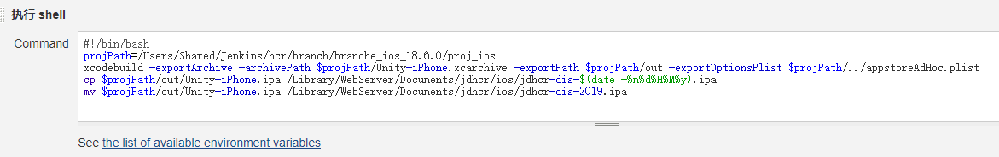 执行 shell
Command
#!/bin/bash
projPath=/Users/Shared/Jenkins/hcr/branch/branche_ios_18.6.0/proj_ios
xcodebuild -exportArchive -archivePath $projPath/Unity-iPhone.xcarchive -exportPath $projPath/out -exportOptionsPlist $projPath/../appstoreAdHoc.plist
cp $projPath/out/Unity-iPhone.ipa /Library/WebServer/Documents/jdhcr/ios/jdhcr-dis-$(date +%m%d%H%M%y).ipa
mv $projPath/out/Unity-iPhone.ipa /Library/WebServer/Documents/jdhcr/ios/jdhcr-dis-2019.ipa
See the list of available environment variables